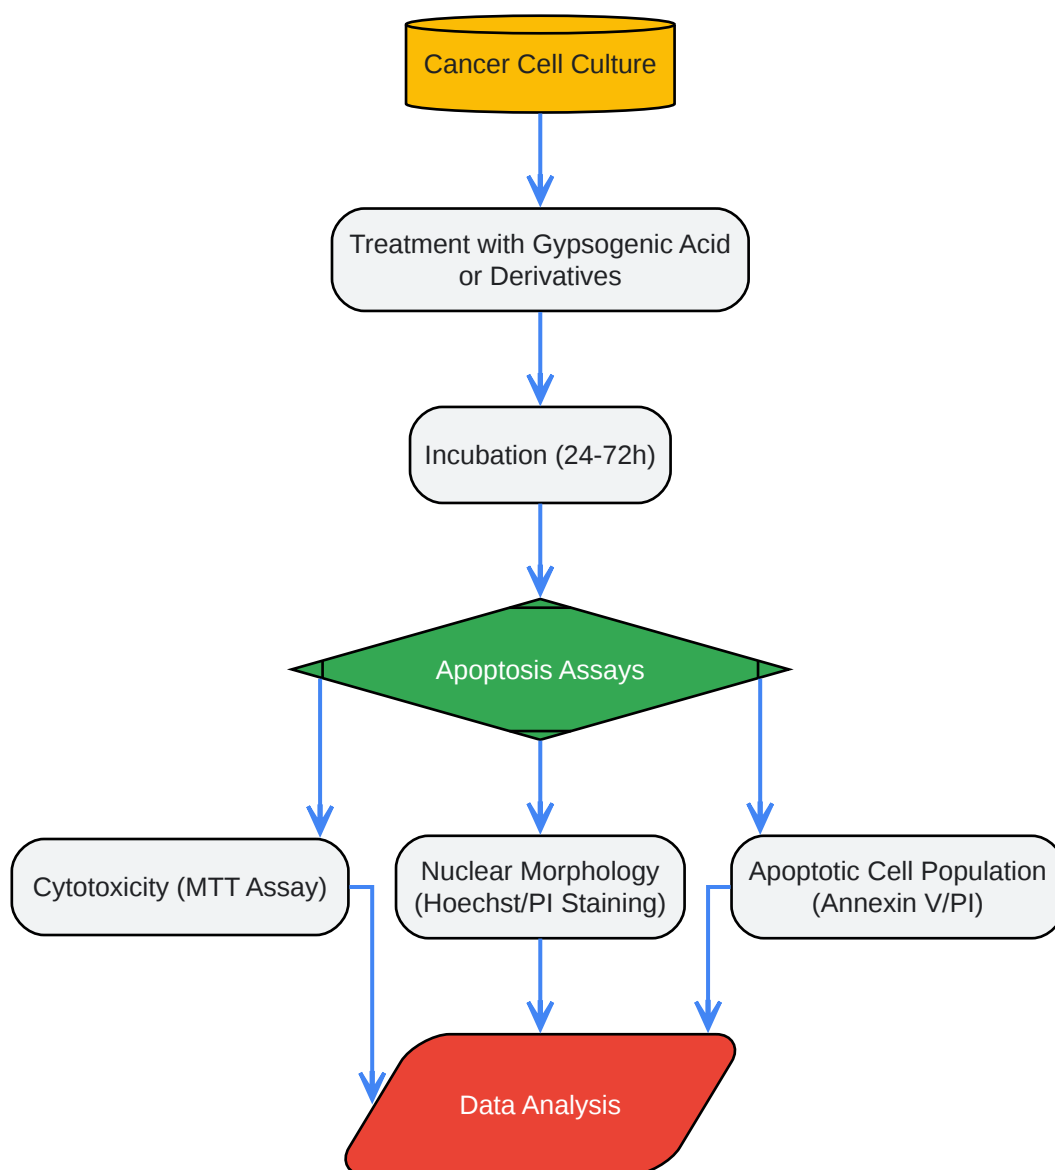 Cancer Cell Culture
Treatment with Gypsogenic Acid
or Derivatives
Incubation (24-72h)
Apoptosis Assays
Cytotoxicity (MTT Assay)
Nuclear Morphology
(Hoechst/PI Staining)
Apoptotic Cell Population
(Annexin V/PI)
Data Analysis